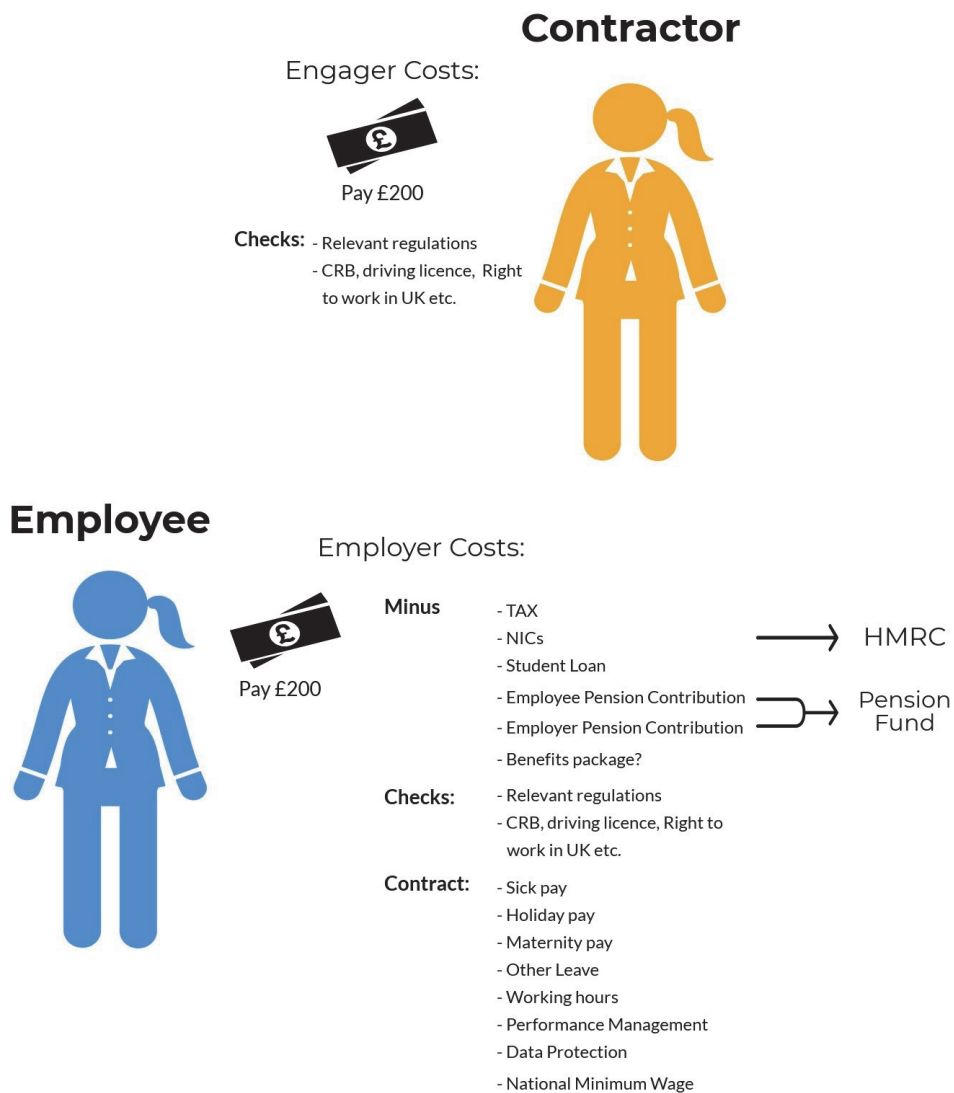 Contractor
Engager Costs:
£
Pay £200
Checks:
- Relevant regulations
- CRB, driving licence, Right
to work in UK etc.
Employee
Employer Costs:
£
Pay £200
Minus
- TAX
- NICs
- Student Loan
- Employee Pension Contribution
- Employer Pension Contribution
- Benefits package?
HMRC
Pension
Fund
Checks:
- Relevant regulations
- CRB, driving licence, Right to
work in UK etc.
Contract:
- Sick pay
- Holiday pay
- Maternity pay
- Other Leave
- Working hours
- Performance Management
- Data Protection
- National Minimum Wage